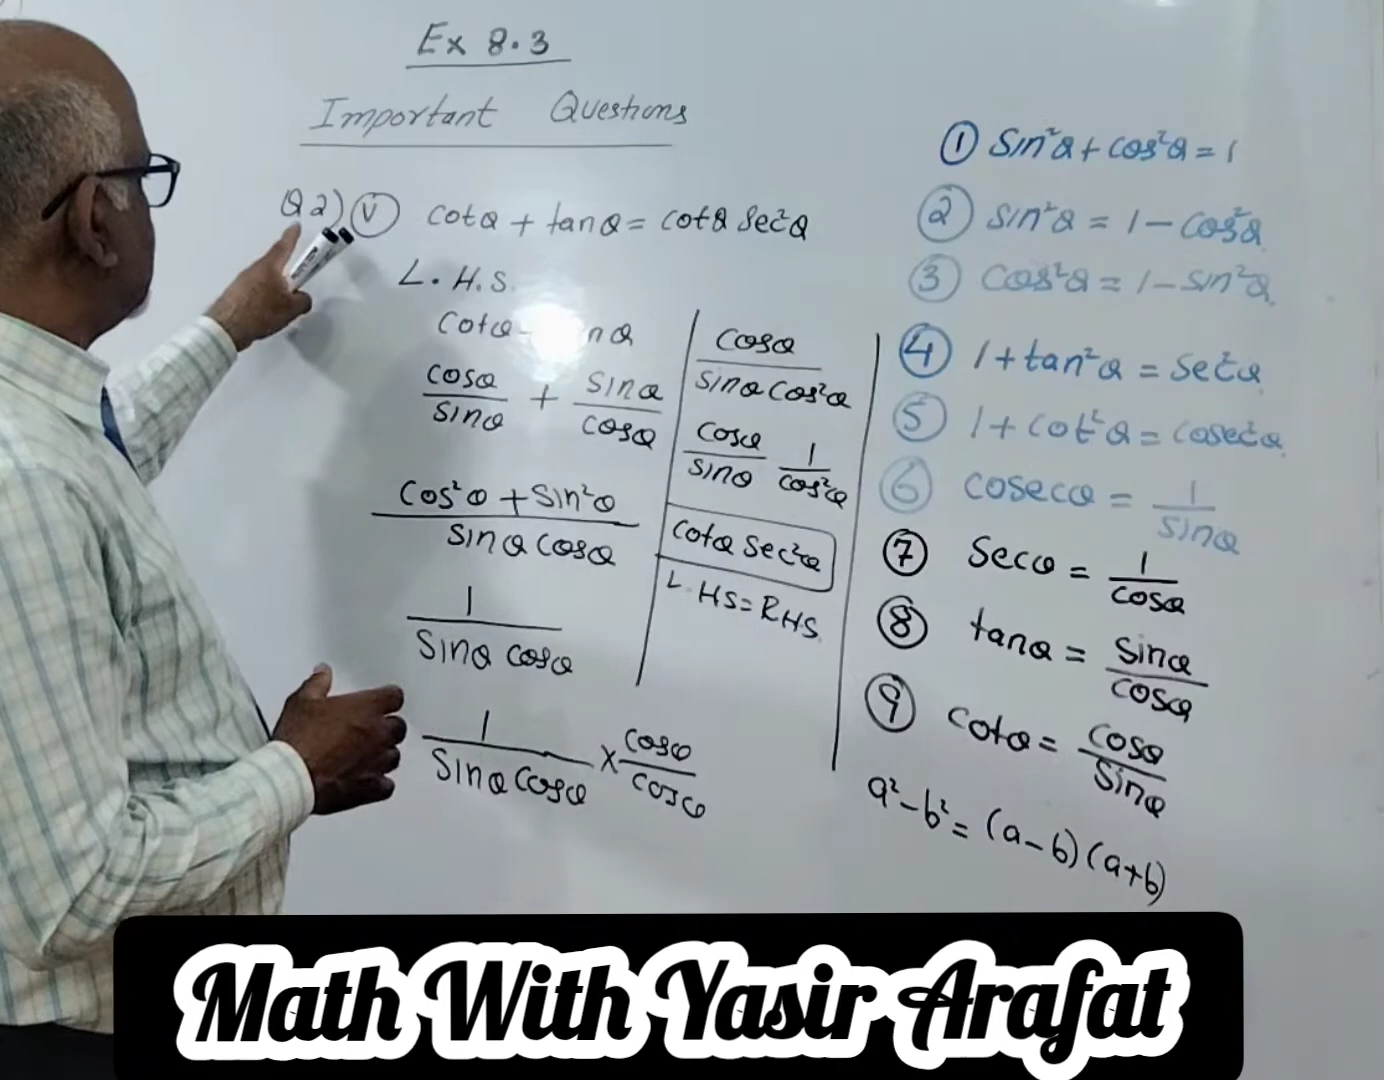 Ex 8.3
Important Questions
Q2) (v) cotθ + tanθ = cotθ sec²θ
L.H.S.
cotθ nθ
cosθ/sinθ + sinθ/cosθ
cos²θ + sin²θ/sinθ cosθ
1/sinθ cosθ
1/sinθ cosθ × cosθ/cosθ
cosθ/sinθ cos²θ
cosθ/sinθ 1/cos²θ
cotθ sec²θ
L.HS = RHS
① sin²θ + cos²θ = 1
② sin²θ = 1 - cos²θ
③ cos²θ = 1 - sin²θ
④ 1 + tan²θ = sec²θ
⑤ 1 + cot²θ = cosec²θ
⑥ cosecθ = 1/sinθ
⑦ secθ = 1/cosθ
⑧ tanθ = sinθ/cosθ
⑨ cotθ = cosθ/sinθ
a² - b² = (a - b)(a + b)
Math With Yasir Arafat